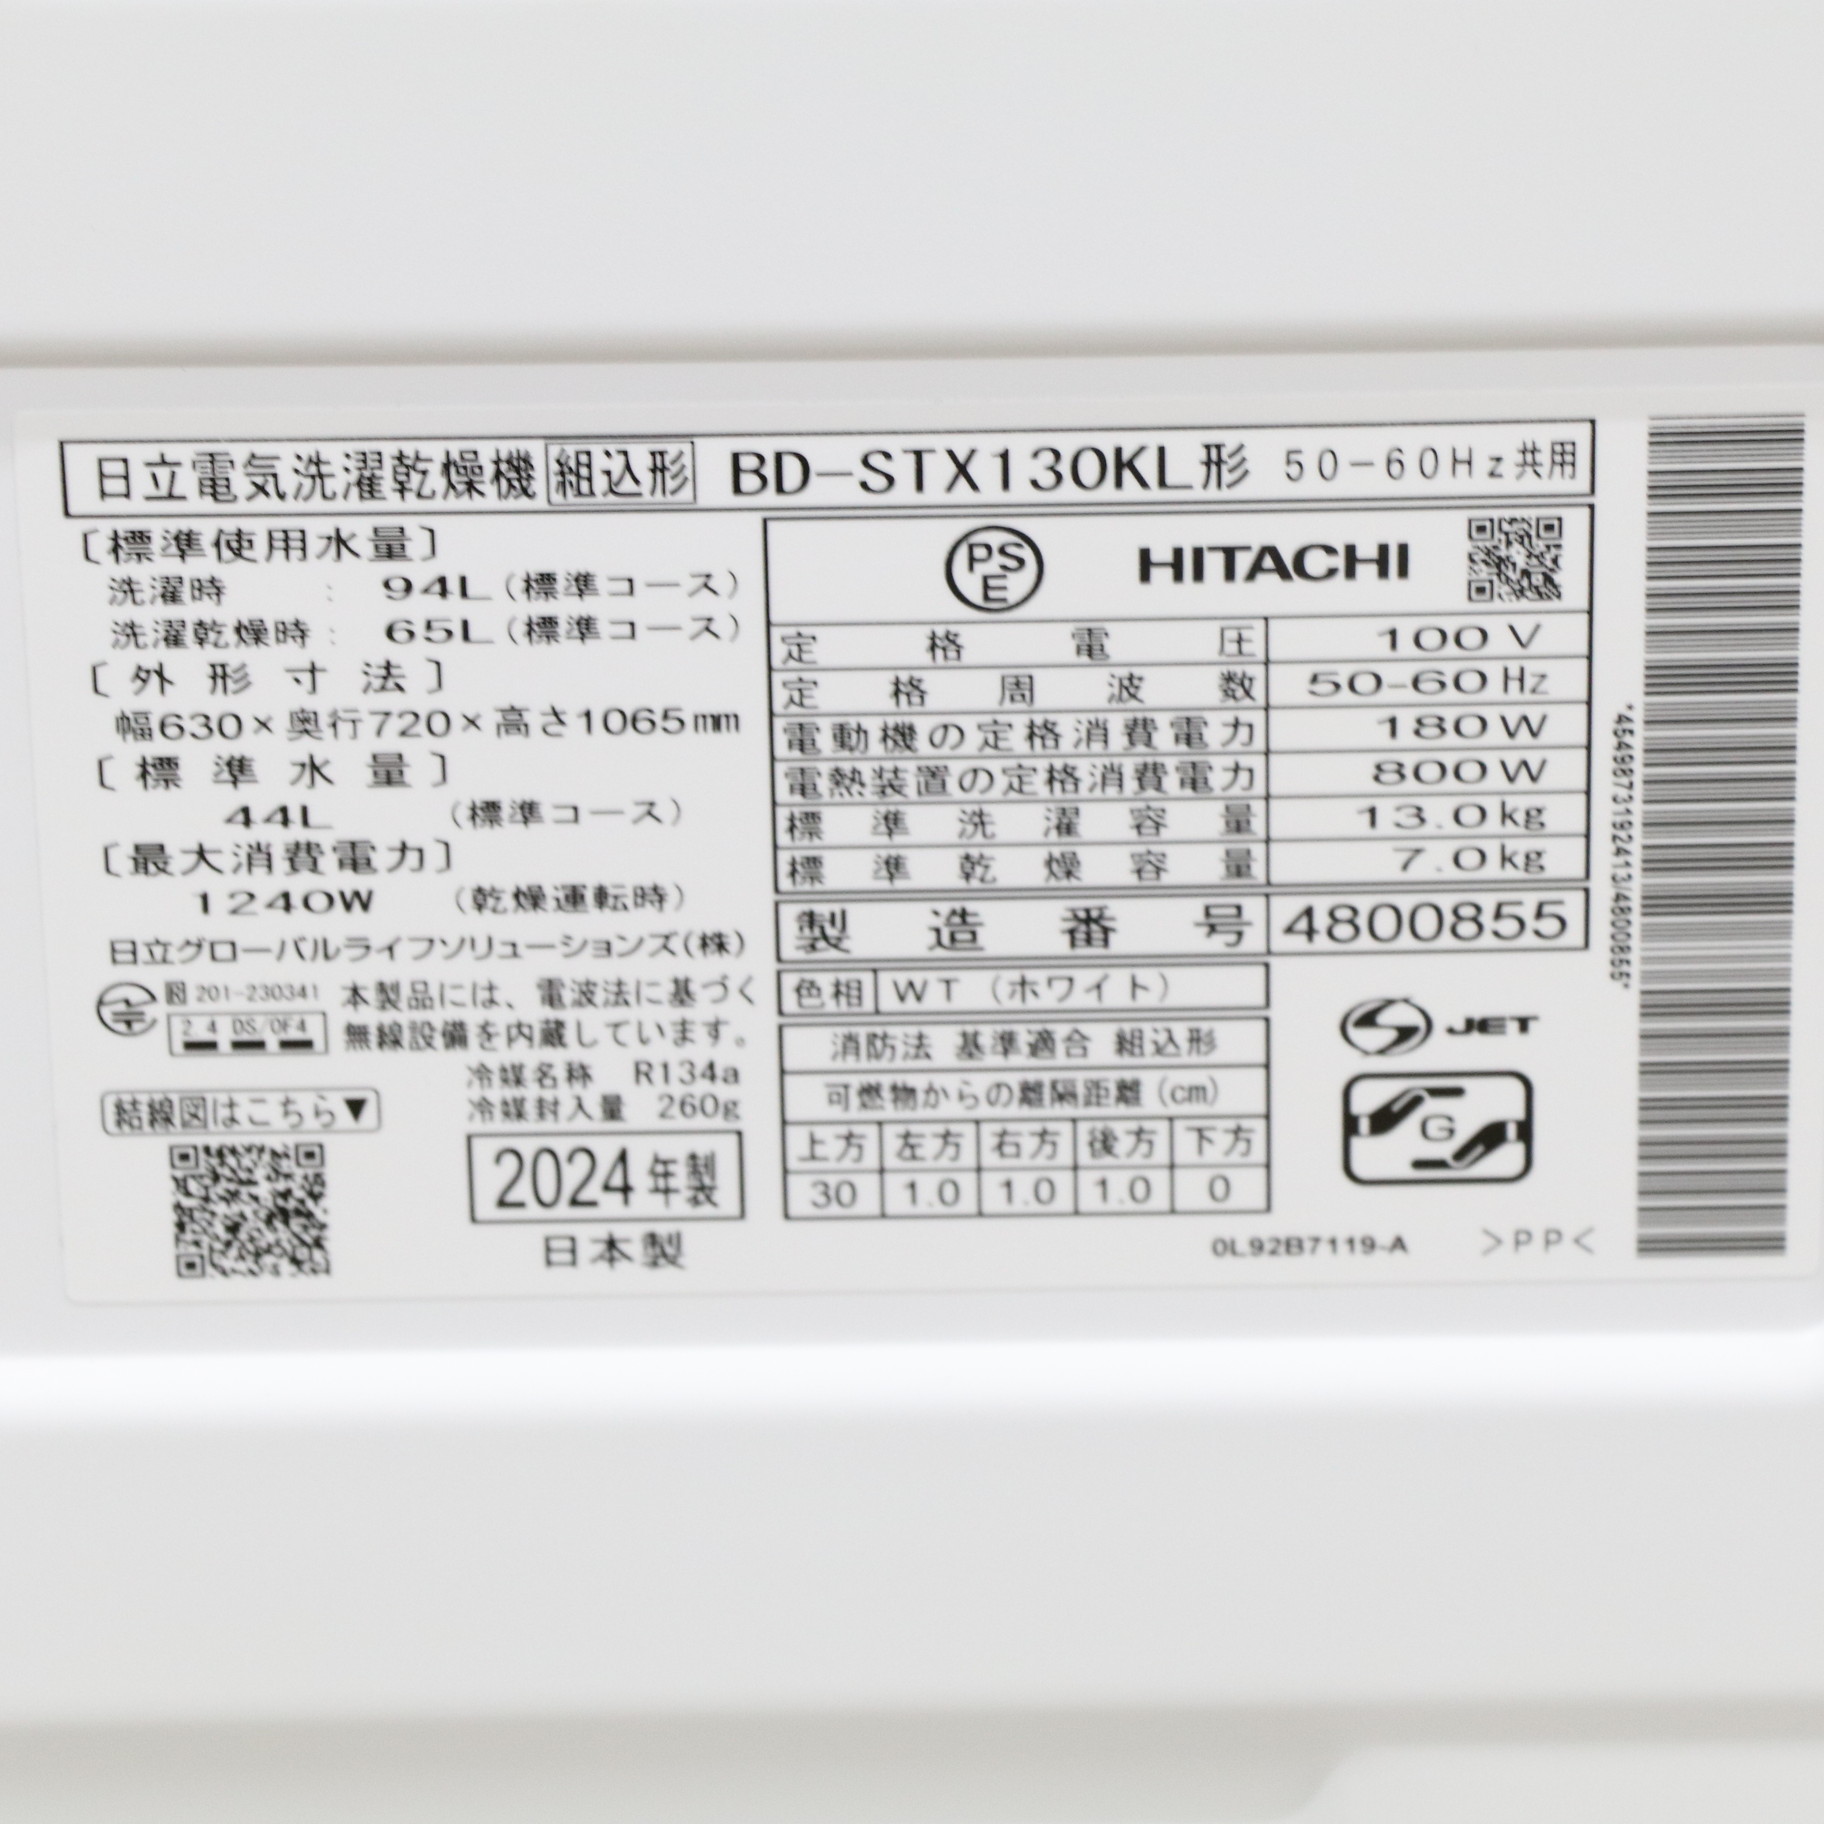 日立電気洗濯乾燥機 組込形 BD-STX130KL形 50-60Hz共用
〔標準使用水量〕
洗濯時 : 94L(標準コース)
洗濯乾燥時 : 65L(標準コース)
〔外形寸法〕
幅630×奥行720×高さ1065mm
〔標準水量〕
44L (標準コース)
〔最大消費電力〕
1240W (乾燥運転時)
日立グローバルライフソリューションズ(株)
201-230341 本製品には、電波法に基づく
2.4 DS/OF4 無線設備を内蔵しています。
冷媒名称 R134a
冷媒封入量 260g
結線図はこちら▼
2024年製
日本製
PSE HITACHI
定格電圧 100V
定格周波数 50-60Hz
電動機の定格消費電力 180W
電熱装置の定格消費電力 800W
標準洗濯容量 13.0kg
標準乾燥容量 7.0kg
製造番号 4800855
色相 WT (ホワイト)
消防法 基準適合 組込形
可燃物からの離隔距離(cm)
上方 左方 右方 後方 下方
30 1.0 1.0 1.0 0
JET
G
0L92B7119-A >PP<
*4549873192413/4800855*